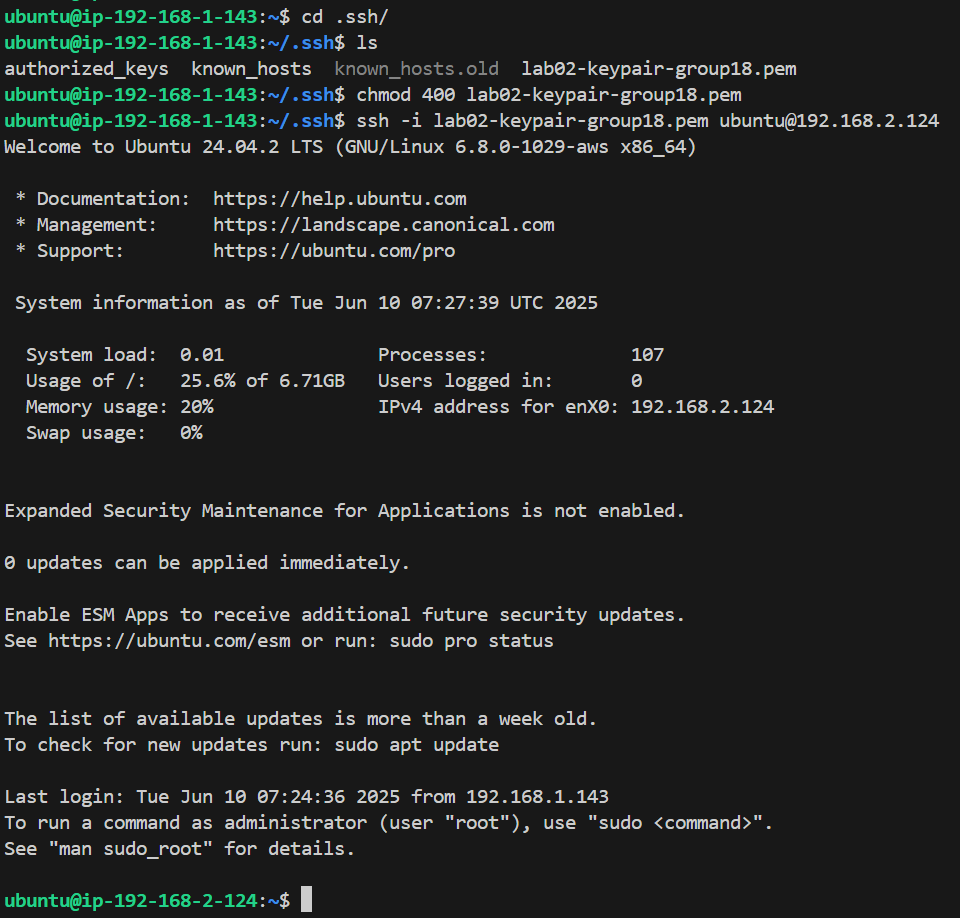 ubuntu@ip-192-168-1-143:~$ cd .ssh/
ubuntu@ip-192-168-1-143:~/.ssh$ ls
authorized_keys  known_hosts  known_hosts.old  lab02-keypair-group18.pem
ubuntu@ip-192-168-1-143:~/.ssh$ chmod 400 lab02-keypair-group18.pem
ubuntu@ip-192-168-1-143:~/.ssh$ ssh -i lab02-keypair-group18.pem ubuntu@192.168.2.124
Welcome to Ubuntu 24.04.2 LTS (GNU/Linux 6.8.0-1029-aws x86_64)
 * Documentation:  https://help.ubuntu.com
 * Management:     https://landscape.canonical.com
 * Support:        https://ubuntu.com/pro
 System information as of Tue Jun 10 07:27:39 UTC 2025
  System load:  0.01              Processes:             107
  Usage of /:   25.6% of 6.71GB   Users logged in:       0
  Memory usage: 20%               IPv4 address for enX0: 192.168.2.124
  Swap usage:   0%
Expanded Security Maintenance for Applications is not enabled.
0 updates can be applied immediately.
Enable ESM Apps to receive additional future security updates.
See https://ubuntu.com/esm or run: sudo pro status
The list of available updates is more than a week old.
To check for new updates run: sudo apt update
Last login: Tue Jun 10 07:24:36 2025 from 192.168.1.143
To run a command as administrator (user "root"), use "sudo <command>".
See "man sudo_root" for details.
ubuntu@ip-192-168-2-124:~$